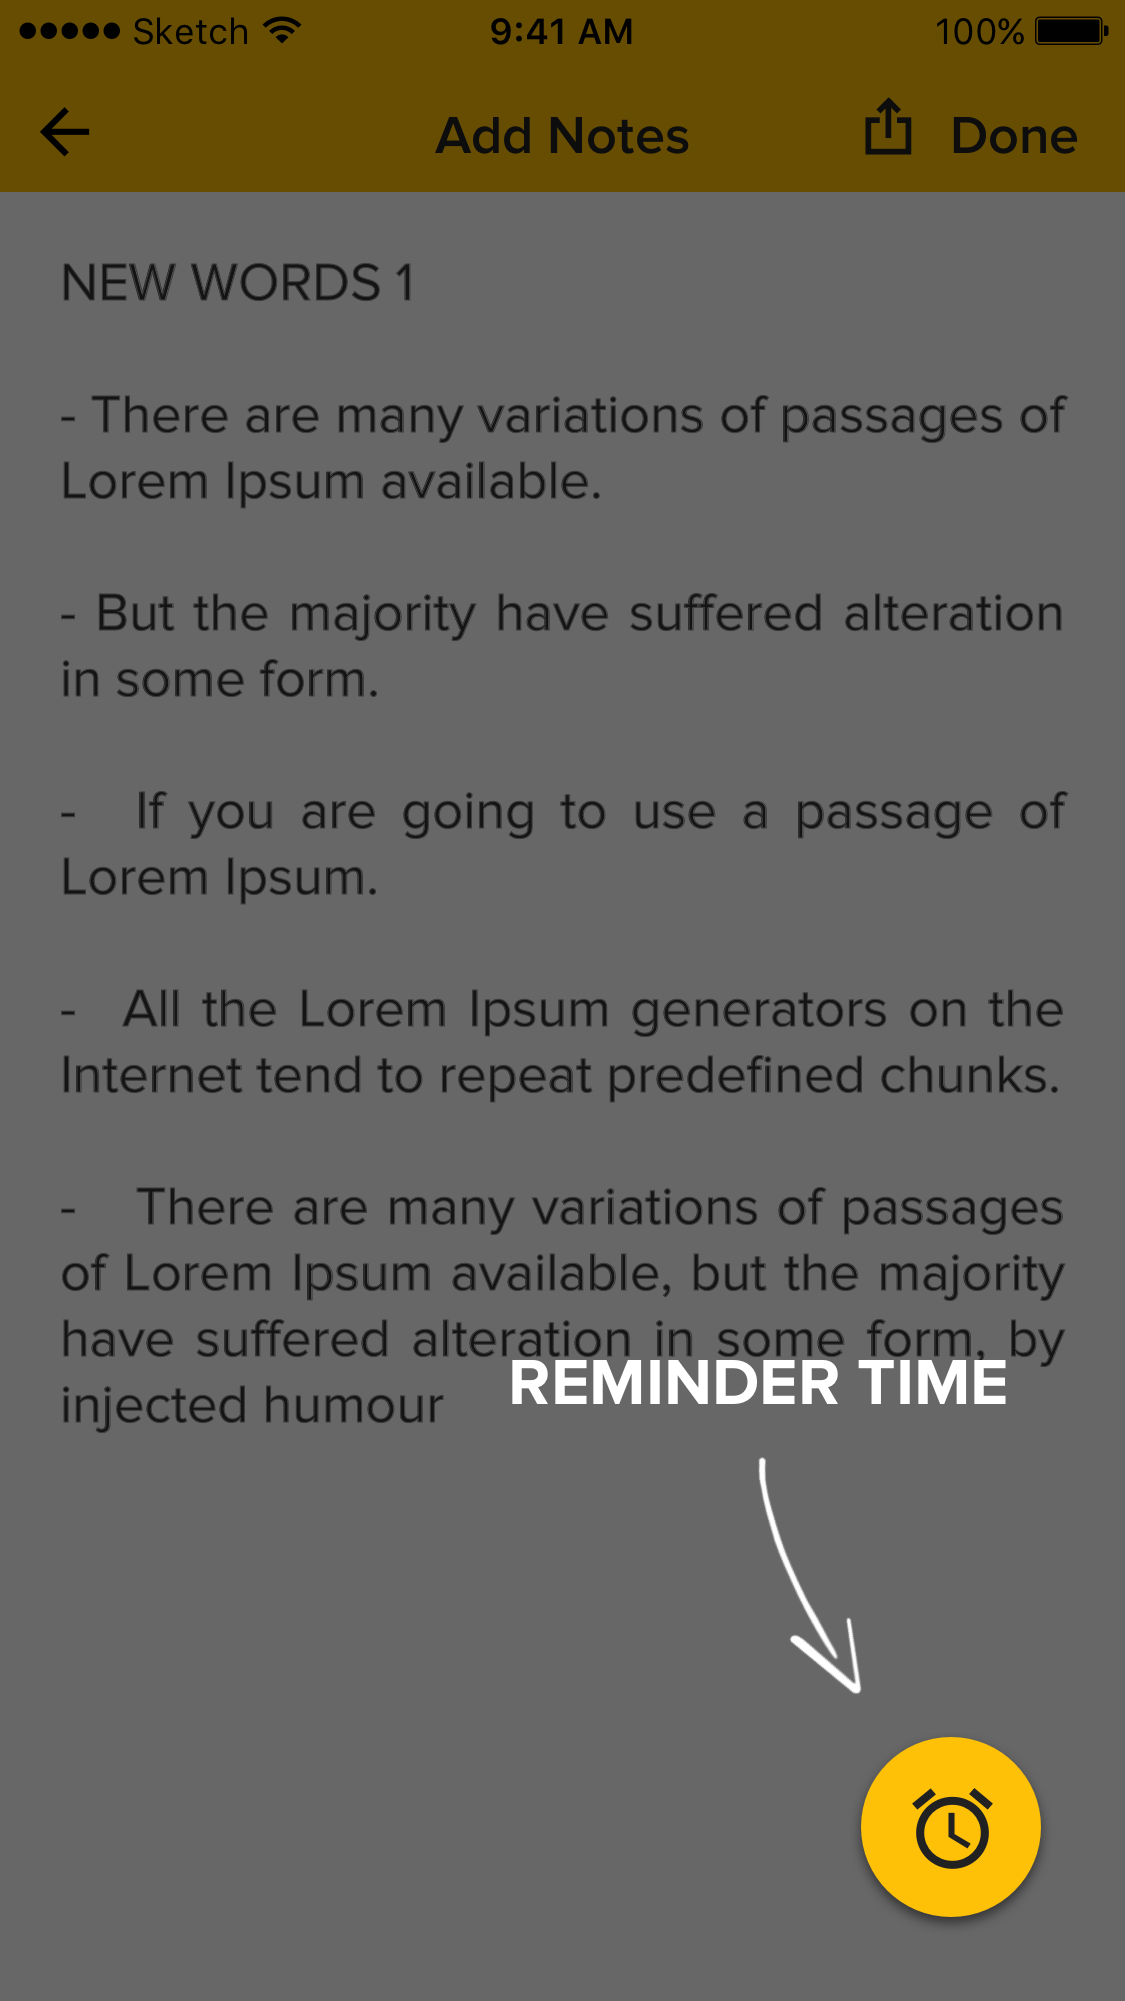 Sketch 9:41 AM 100%
Add Notes Done
NEW WORDS 1
- There are many variations of passages of
Lorem Ipsum available.
- But the majority have suffered alteration
in some form.
- If you are going to use a passage of
Lorem Ipsum.
- All the Lorem Ipsum generators on the
Internet tend to repeat predefined chunks.
- There are many variations of passages
of Lorem Ipsum available, but the majority
have suffered alteration in some form, by
injected humour
REMINDER TIME